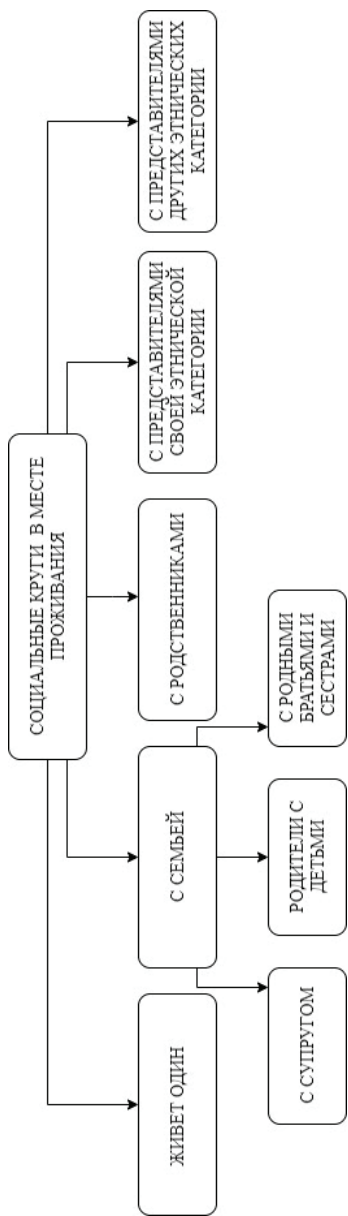 СОЦИАЛЬНЫЕ КРУГИ В МЕСТЕ
ПРОЖИВАНИЯ
ЖИВЕТ ОДИН
С СЕМЬЕЙ
С РОДСТВЕННИКАМИ
С ПРЕДСТАВИТЕЛЯМИ
СВОЕЙ ЭТНИЧЕСКОЙ
КАТЕГОРИИ
С ПРЕДСТАВИТЕЛЯМИ
ДРУГИХ ЭТНИЧЕСКИХ
КАТЕГОРИИ
С СУПРУГОМ
РОДИТЕЛИ С
ДЕТЬМИ
С РОДНЫМИ
БРАТЬЯМИ И
СЕСТРАМИ